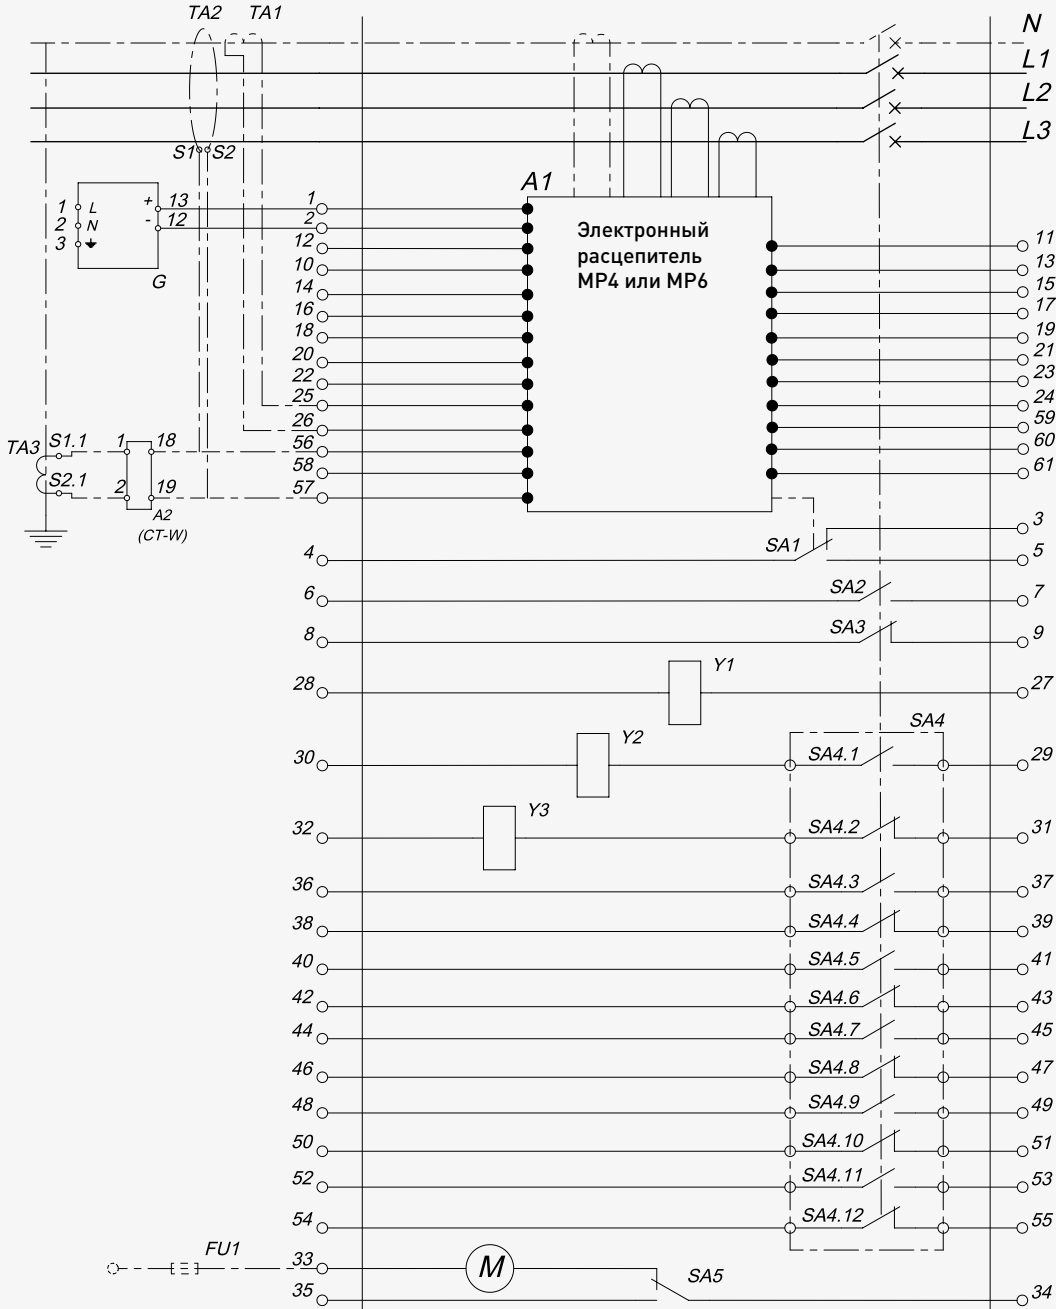 TA2 TA1
N
L1
L2
L3
S1 S2
A1
1 L
2 N
3
+ 13
- 12
G
Электронный
расцепитель
МР4 или МР6
1
2
12
10
14
16
18
20
22
25
26
56
58
57
11
13
15
17
19
21
23
24
59
60
61
TA3 S1.1 1 18
S2.1 2 19
A2
(CT-W)
3
4 SA1 5
6 SA2 7
8 SA3 9
28 Y1 27
SA4
30 Y2 SA4.1 29
32 Y3 SA4.2 31
36 SA4.3 37
38 SA4.4 39
40 SA4.5 41
42 SA4.6 43
44 SA4.7 45
46 SA4.8 47
48 SA4.9 49
50 SA4.10 51
52 SA4.11 53
54 SA4.12 55
FU1 33 M
35 SA5 34